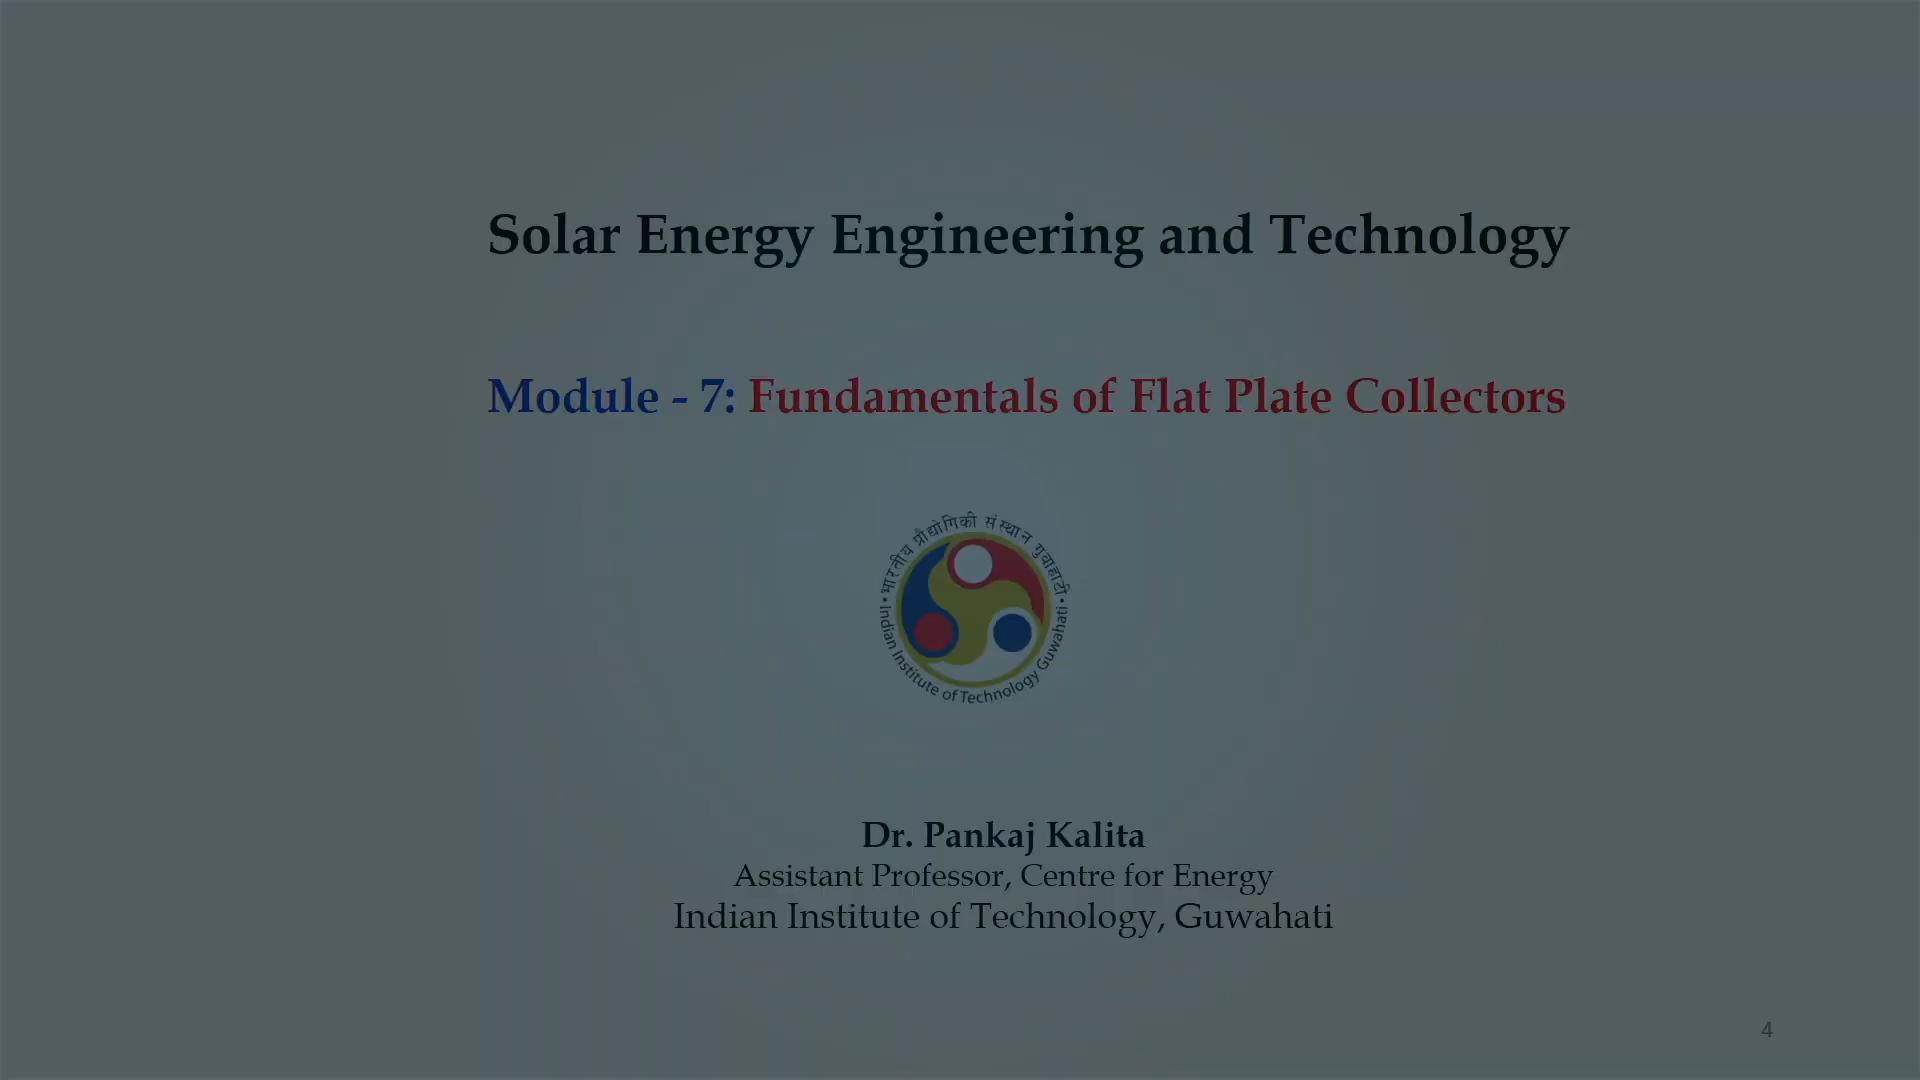 Solar Energy Engineering and Technology
Module - 7: Fundamentals of Flat Plate Collectors
भारतीय प्रौद्योगिकी संस्थान गुवाहाटी
Indian Institute of Technology Guwahati
Dr. Pankaj Kalita
Assistant Professor, Centre for Energy
Indian Institute of Technology, Guwahati
4